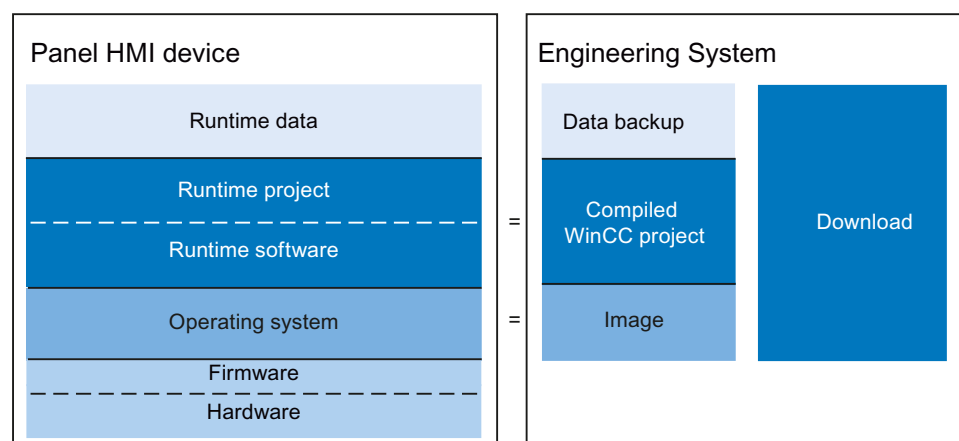 Panel HMI device
Runtime data
Runtime project
Runtime software
Operating system
Firmware
Hardware
=
=
Engineering System
Data backup
Compiled
WinCC project
Image
Download